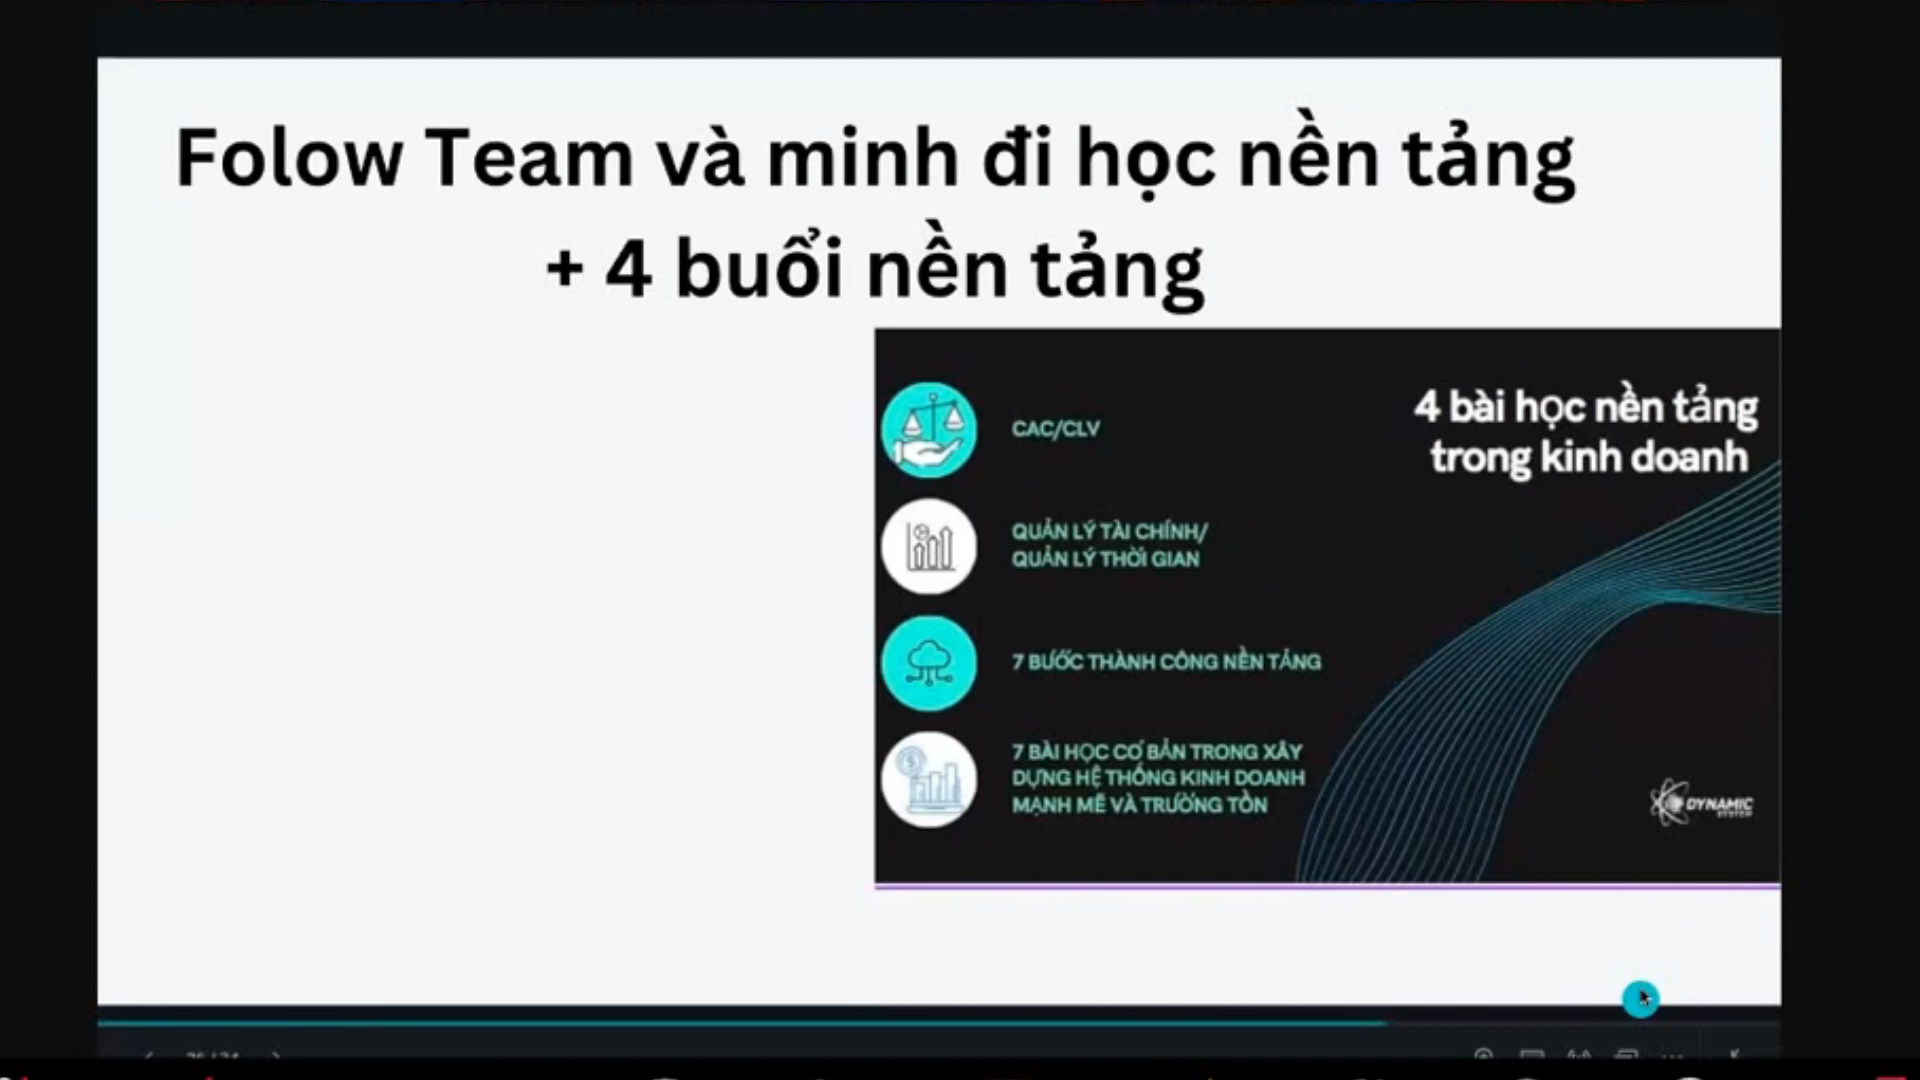 Folow Team và minh đi học nền tảng
+ 4 buổi nền tảng
4 bài học nền tảng
trong kinh doanh
CAC/CLV
QUẢN LÝ TÀI CHÍNH/
QUẢN LÝ THỜI GIAN
7 BƯỚC THÀNH CÔNG NỀN TẢNG
7 BÀI HỌC CƠ BẢN TRONG XÂY
DỰNG HỆ THỐNG KINH DOANH
MẠNH MẼ VÀ TRƯỜNG TỒN
DYNAMIC
SYSTEM